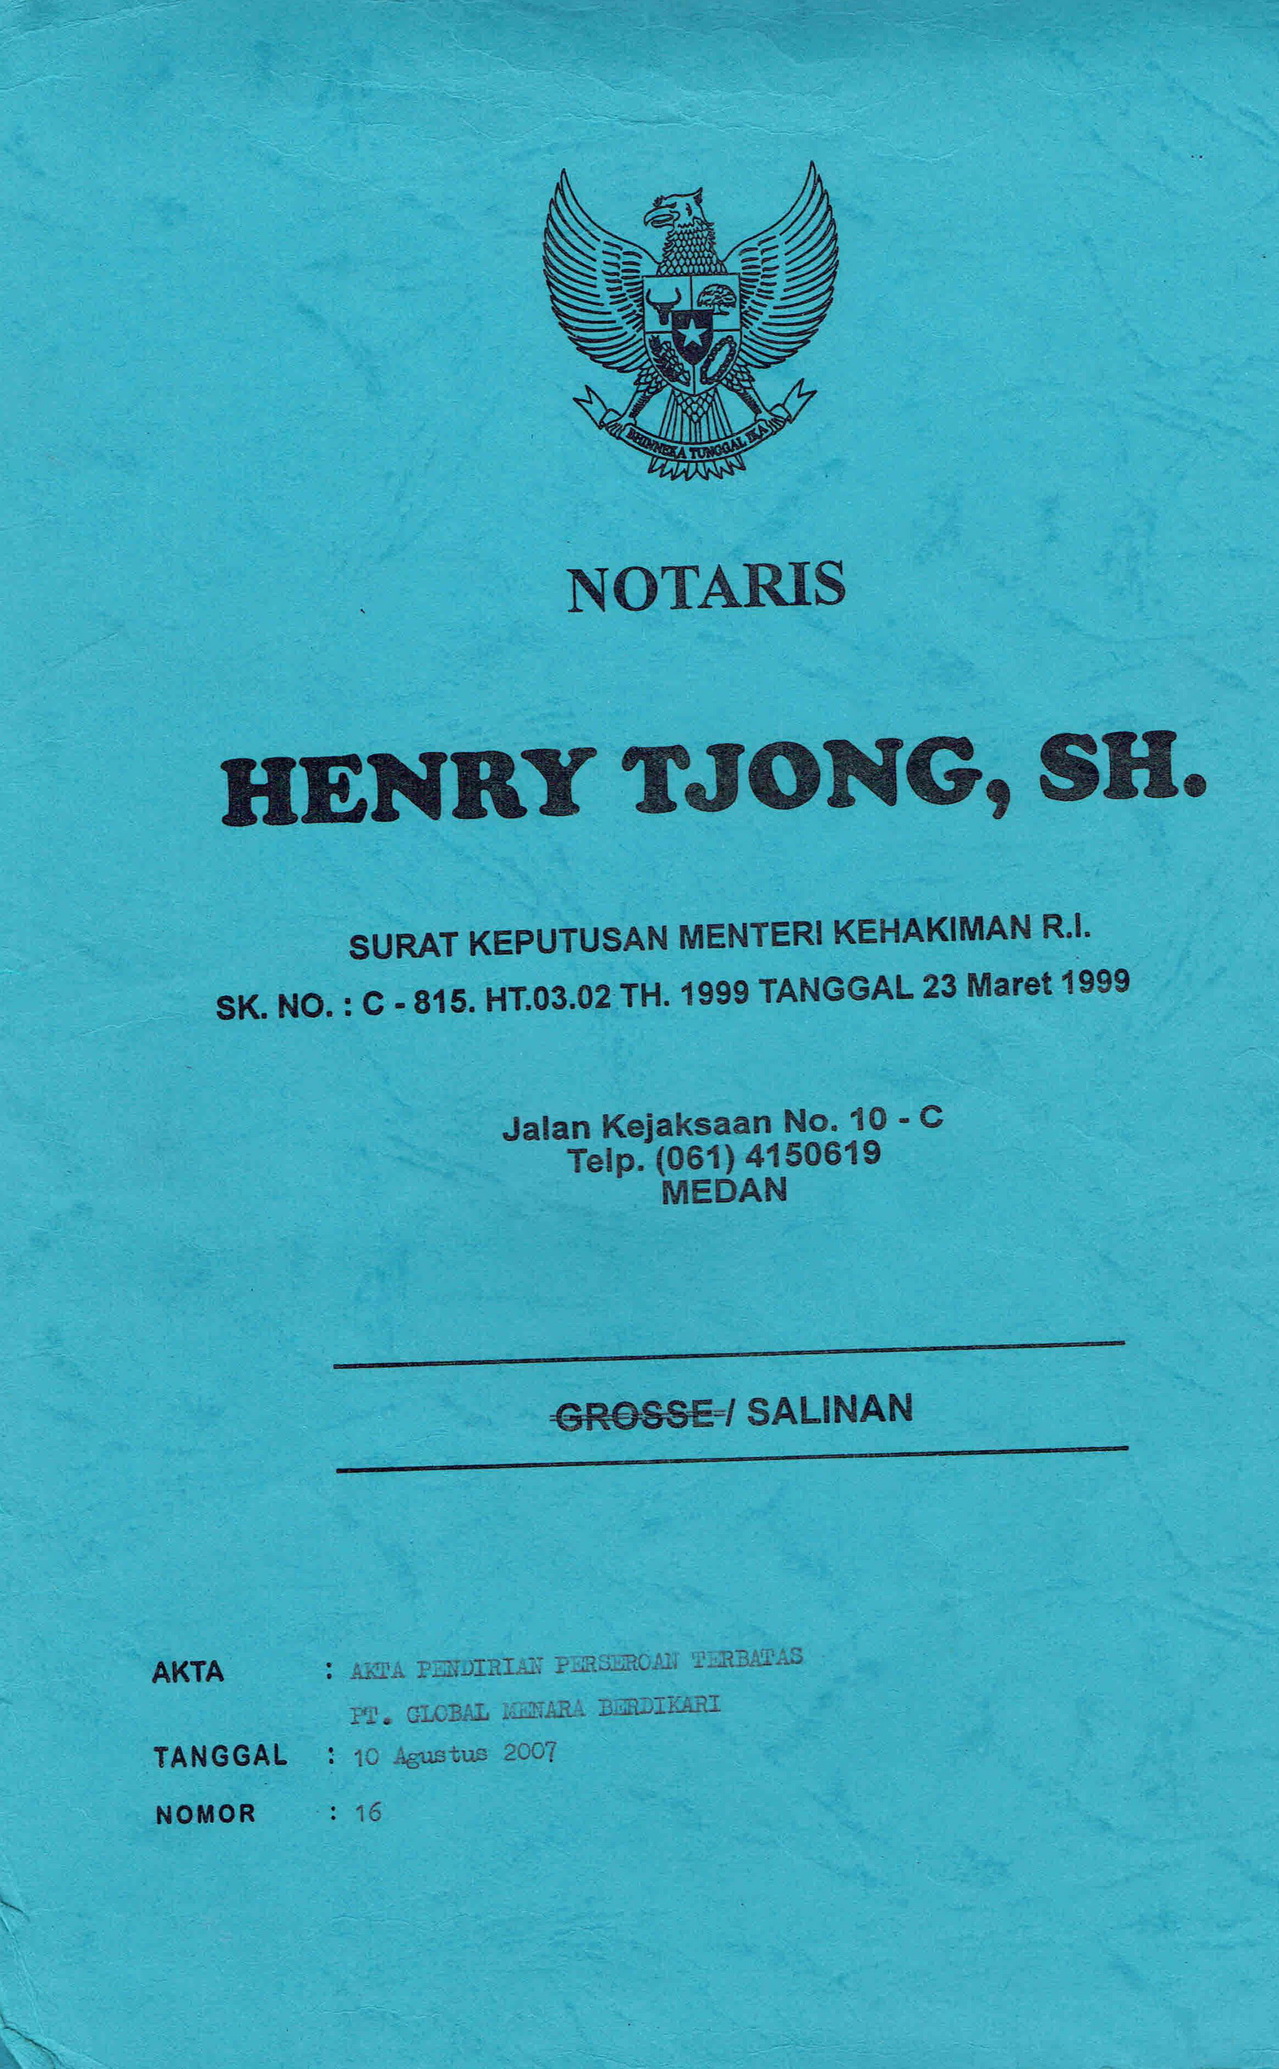 BHINNEKA TUNGGAL IKA
NOTARIS
HENRY TJONG, SH.
SURAT KEPUTUSAN MENTERI KEHAKIMAN R.I.
SK. NO. : C - 815. HT.03.02 TH. 1999 TANGGAL 23 Maret 1999
Jalan Kejaksaan No. 10 - C
Telp. (061) 4150619
MEDAN
GROSSE / SALINAN
AKTA : AKTA PENDIRIAN PERSEROAN TERBATAS
PT. GLOBAL MENARA BERDIKARI
TANGGAL : 10 Agustus 2007
NOMOR : 16